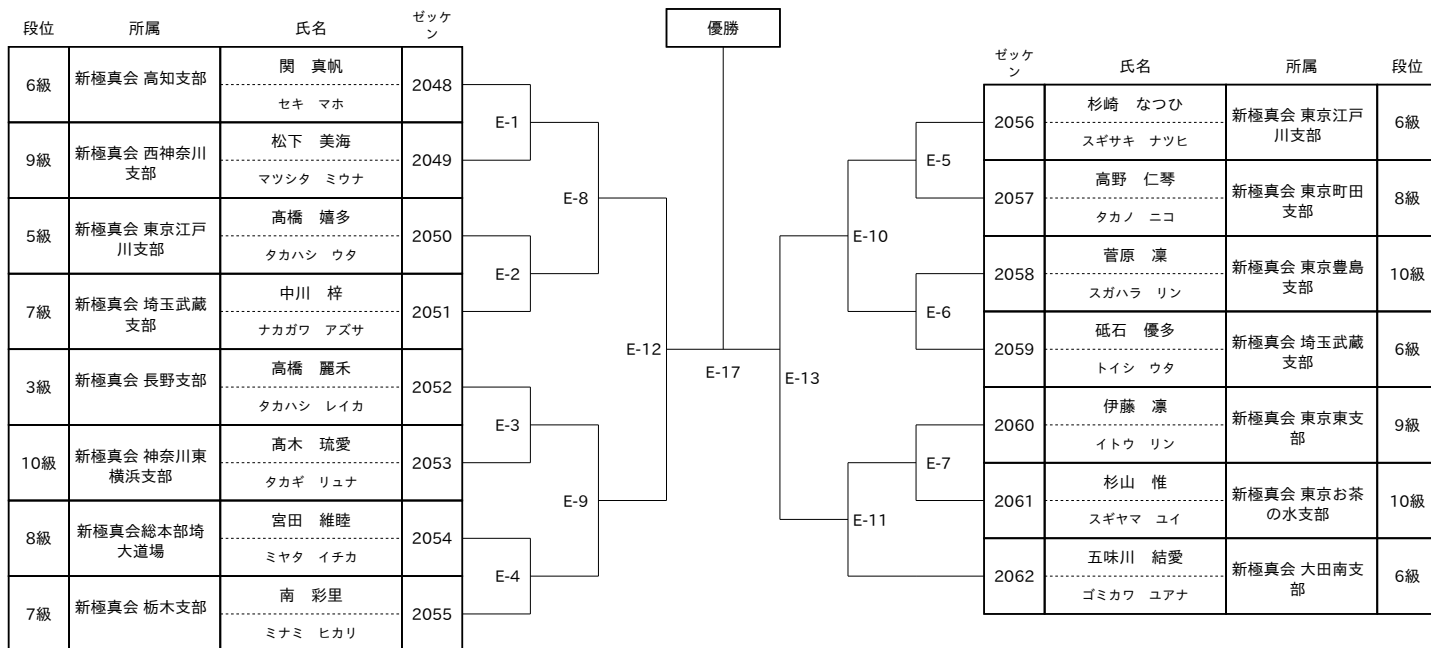 優勝
段位 所属 氏名 ゼッケ
ン
6級 新極真会 高知支部 関 真帆 2048
セキ マホ
9級 新極真会 西神奈川
支部 松下 美海 2049
マツシタ ミウナ
5級 新極真会 東京江戸
川支部 髙橋 嬉多 2050
タカハシ ウタ
7級 新極真会 埼玉武蔵
支部 中川 梓 2051
ナカガワ アズサ
3級 新極真会 長野支部 高橋 麗禾 2052
タカハシ レイカ
10級 新極真会 神奈川東
横浜支部 髙木 琉愛 2053
タカギ リュナ
8級 新極真会総本部埼
大道場 宮田 維睦 2054
ミヤタ イチカ
7級 新極真会 栃木支部 南 彩里 2055
ミナミ ヒカリ
E-1
E-2
E-3
E-4
E-8
E-9
E-12
E-17
E-13
E-10
E-11
E-5
E-6
E-7
ゼッケ
ン 氏名 所属 段位
2056 杉崎 なつひ 新極真会 東京江戸
川支部 6級
スギサキ ナツヒ
2057 高野 仁琴 新極真会 東京町田
支部 8級
タカノ ニコ
2058 菅原 凜 新極真会 東京豊島
支部 10級
スガハラ リン
2059 砥石 優多 新極真会 埼玉武蔵
支部 6級
トイシ ウタ
2060 伊藤 凛 新極真会 東京東支
部 9級
イトウ リン
2061 杉山 惟 新極真会 東京お茶
の水支部 10級
スギヤマ ユイ
2062 五味川 結愛 新極真会 大田南支
部 6級
ゴミカワ ユアナ